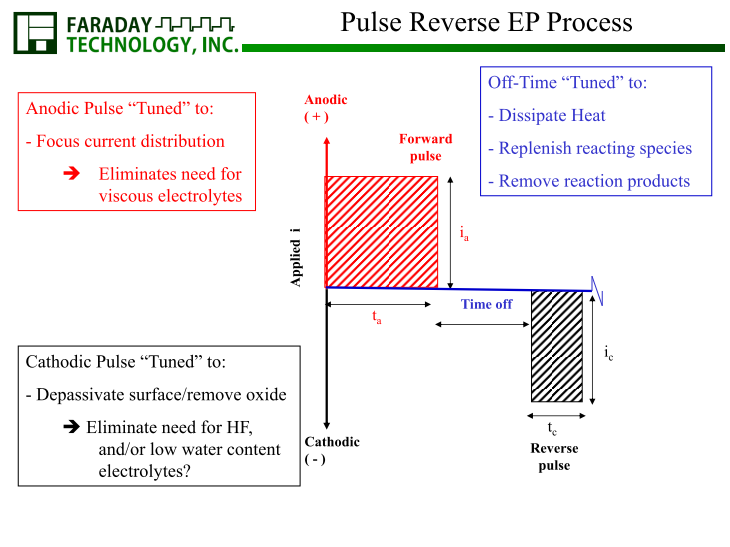 FARADAY
TECHNOLOGY, INC.
Pulse Reverse EP Process
Anodic Pulse “Tuned” to:
- Focus current distribution
➔ Eliminates need for
viscous electrolytes
Off-Time “Tuned” to:
- Dissipate Heat
- Replenish reacting species
- Remove reaction products
Anodic
( + )
Forward
pulse
Applied i
ia
ta
Time off
ic
tc
Reverse
pulse
Cathodic
( - )
Cathodic Pulse “Tuned” to:
- Depassivate surface/remove oxide
➔ Eliminate need for HF,
and/or low water content
electrolytes?